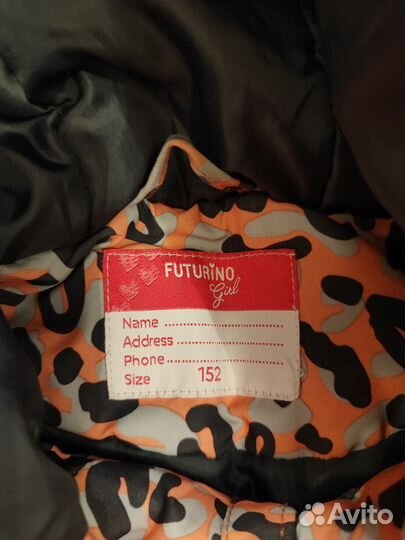 FUTURiNO
Girl
Name ........................
Address ...................
Phone .......................
Size 152
Avito